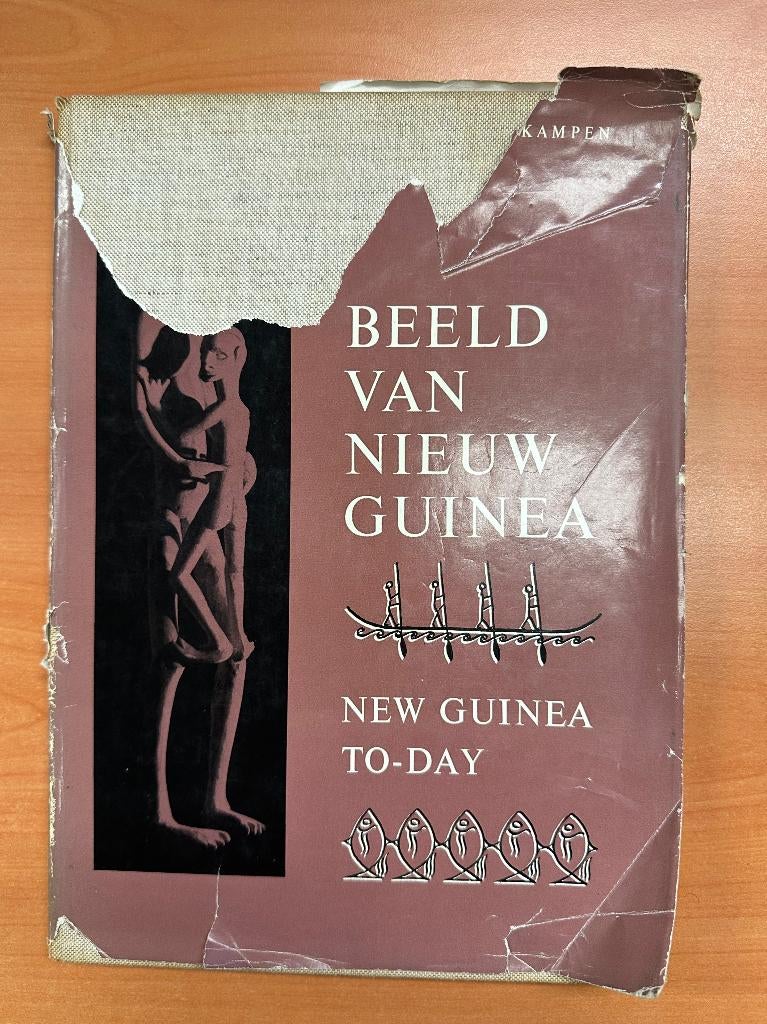 KAMPEN
BEELD
VAN
NIEUW
GUINEA
NEW GUINEA
TO-DAY